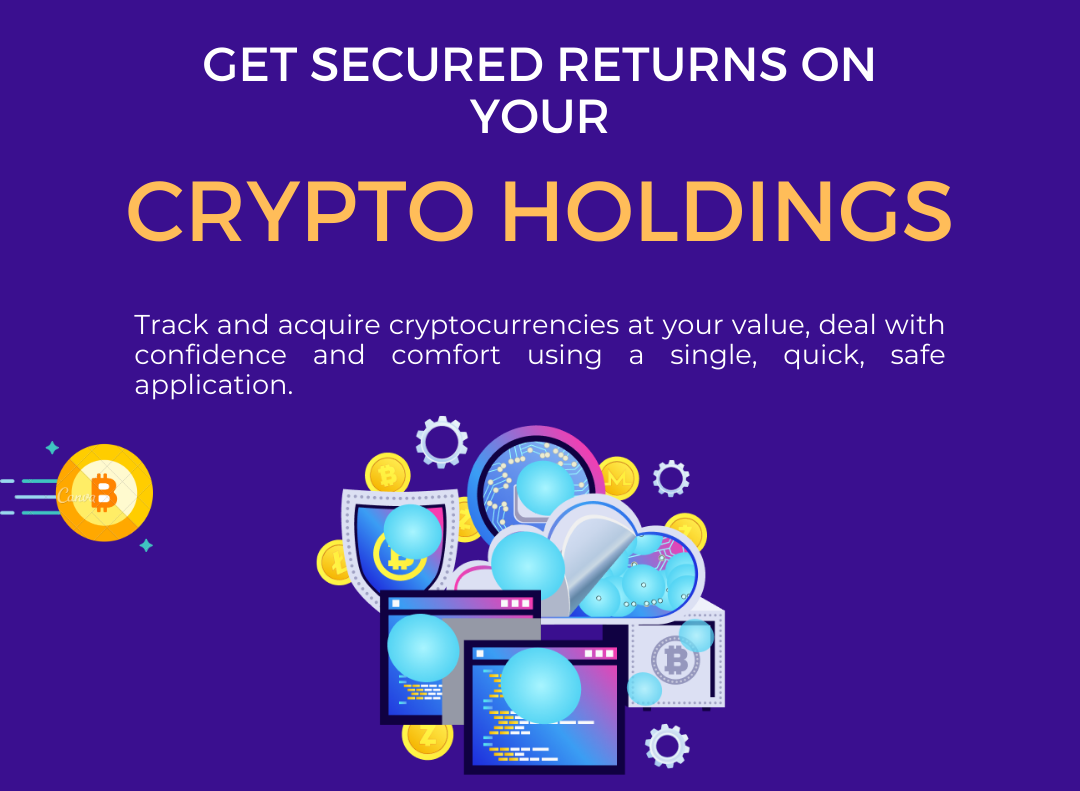 GET SECURED RETURNS ON
YOUR
CRYPTO HOLDINGS
Track and acquire cryptocurrencies at your value, deal with
confidence and comfort using a single, quick, safe
application.
Canva